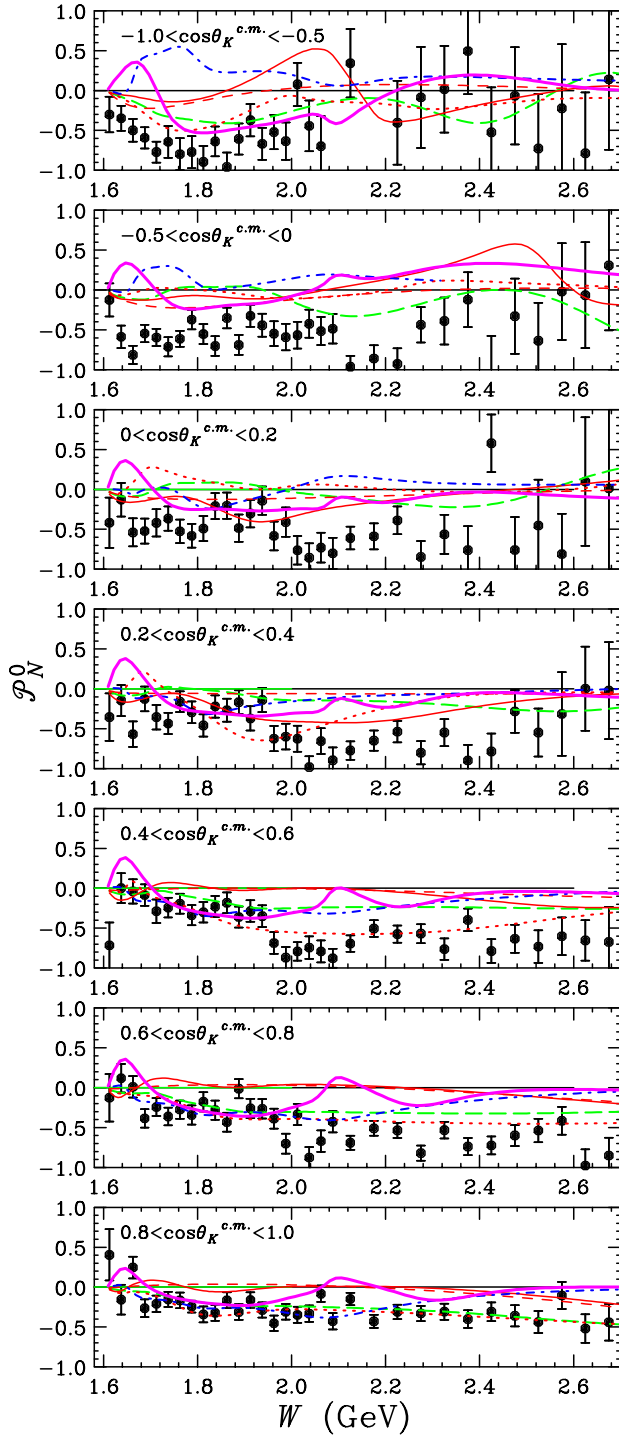 −1.0<cosθ_K^{c.m.}<−0.5
1.0
0.5
0.0
−0.5
−1.0
1.6 1.8 2.0 2.2 2.4 2.6
−0.5<cosθ_K^{c.m.}<0
1.0
0.5
0.0
−0.5
−1.0
1.6 1.8 2.0 2.2 2.4 2.6
0<cosθ_K^{c.m.}<0.2
1.0
0.5
0.0
−0.5
−1.0
1.6 1.8 2.0 2.2 2.4 2.6
0.2<cosθ_K^{c.m.}<0.4
1.0
0.5
0.0
−0.5
−1.0
1.6 1.8 2.0 2.2 2.4 2.6
𝒫_N^0
0.4<cosθ_K^{c.m.}<0.6
1.0
0.5
0.0
−0.5
−1.0
1.6 1.8 2.0 2.2 2.4 2.6
0.6<cosθ_K^{c.m.}<0.8
1.0
0.5
0.0
−0.5
−1.0
1.6 1.8 2.0 2.2 2.4 2.6
0.8<cosθ_K^{c.m.}<1.0
1.0
0.5
0.0
−0.5
−1.0
1.6 1.8 2.0 2.2 2.4 2.6
W (GeV)